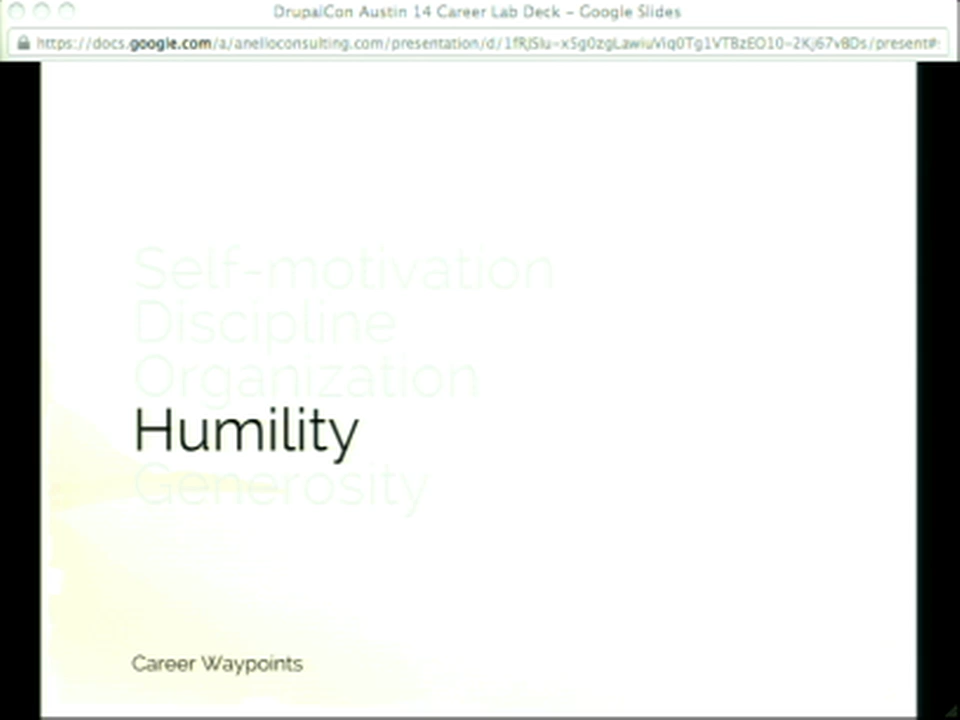 DrupalCon Austin 14 Career Lab Deck – Google Slides
Self-motivation
Discipline
Organization
Humility
Generosity
Career Waypoints